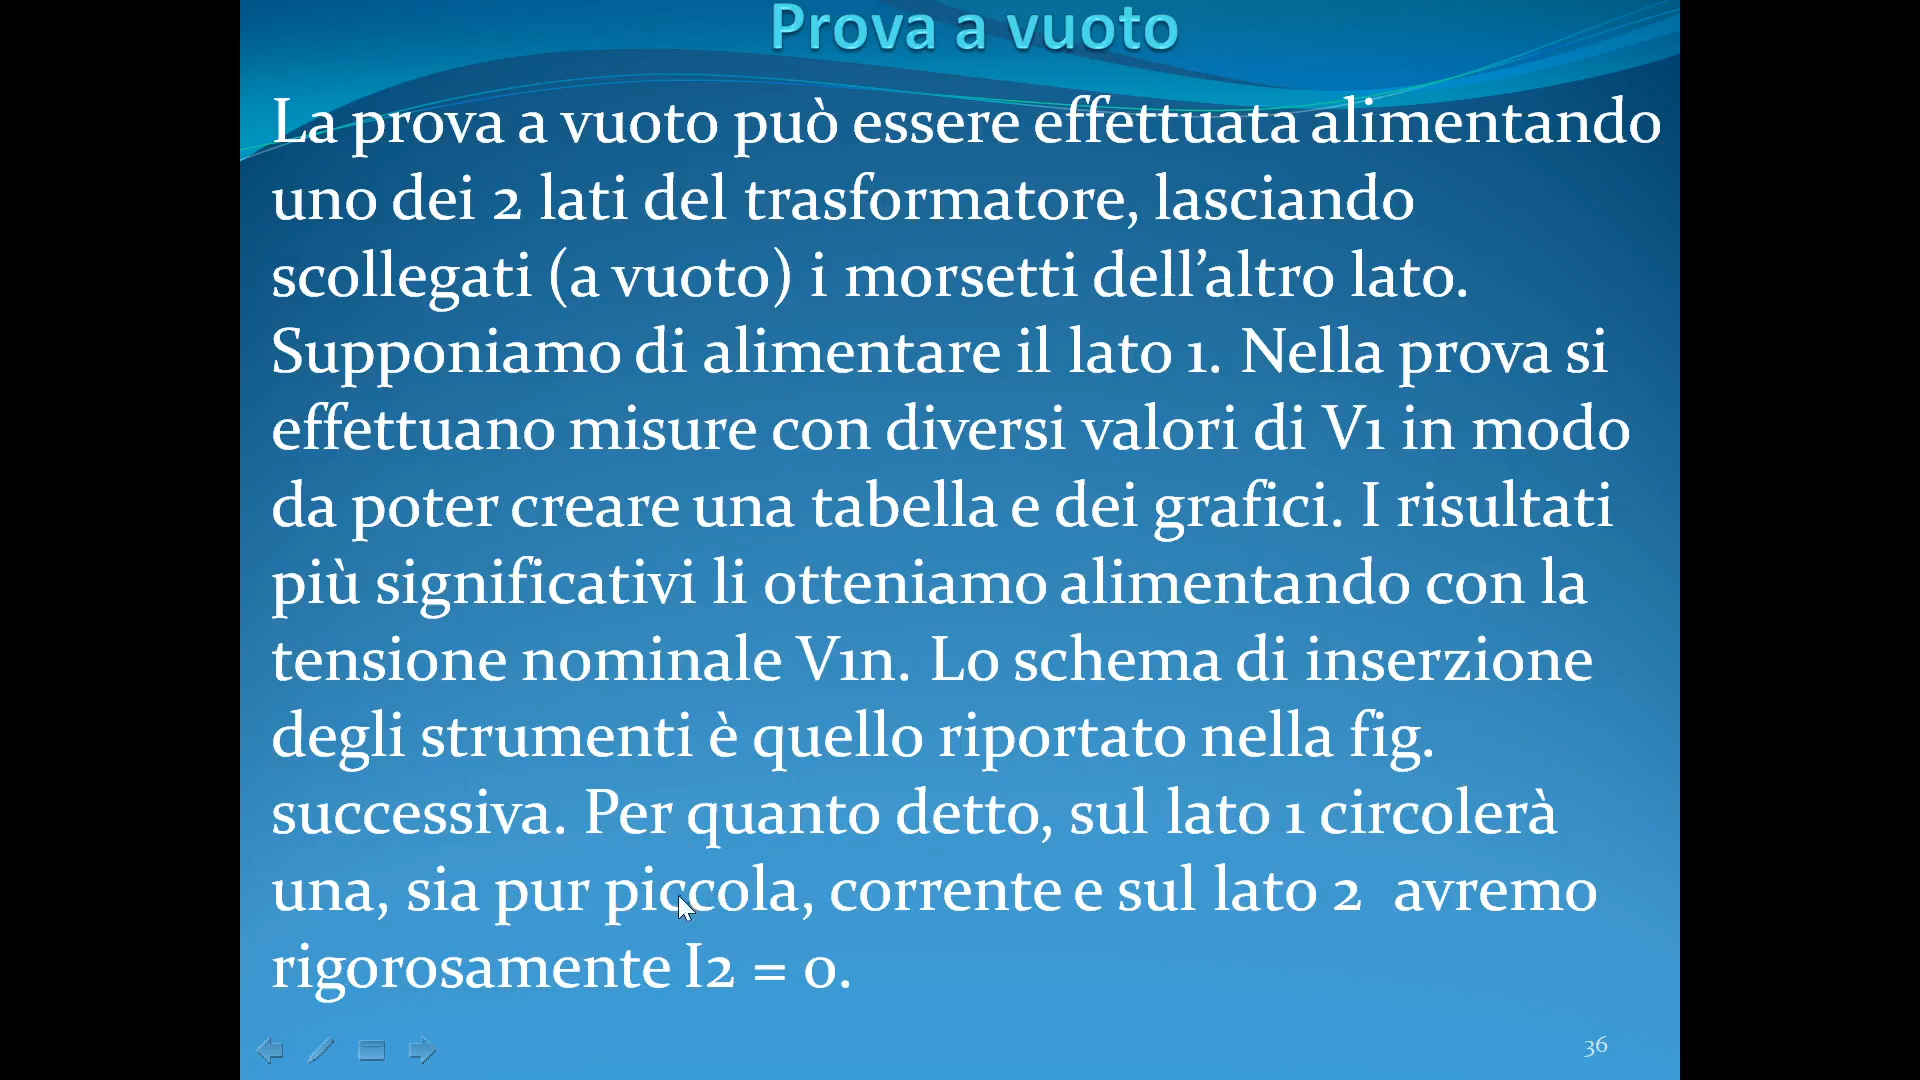 Prova a vuoto
La prova a vuoto può essere effettuata alimentando
uno dei 2 lati del trasformatore, lasciando
scollegati (a vuoto) i morsetti dell’altro lato.
Supponiamo di alimentare il lato 1. Nella prova si
effettuano misure con diversi valori di V1 in modo
da poter creare una tabella e dei grafici. I risultati
più significativi li otteniamo alimentando con la
tensione nominale V1n. Lo schema di inserzione
degli strumenti è quello riportato nella fig.
successiva. Per quanto detto, sul lato 1 circolerà
una, sia pur piccola, corrente e sul lato 2 avremo
rigorosamente I2 = 0.
36